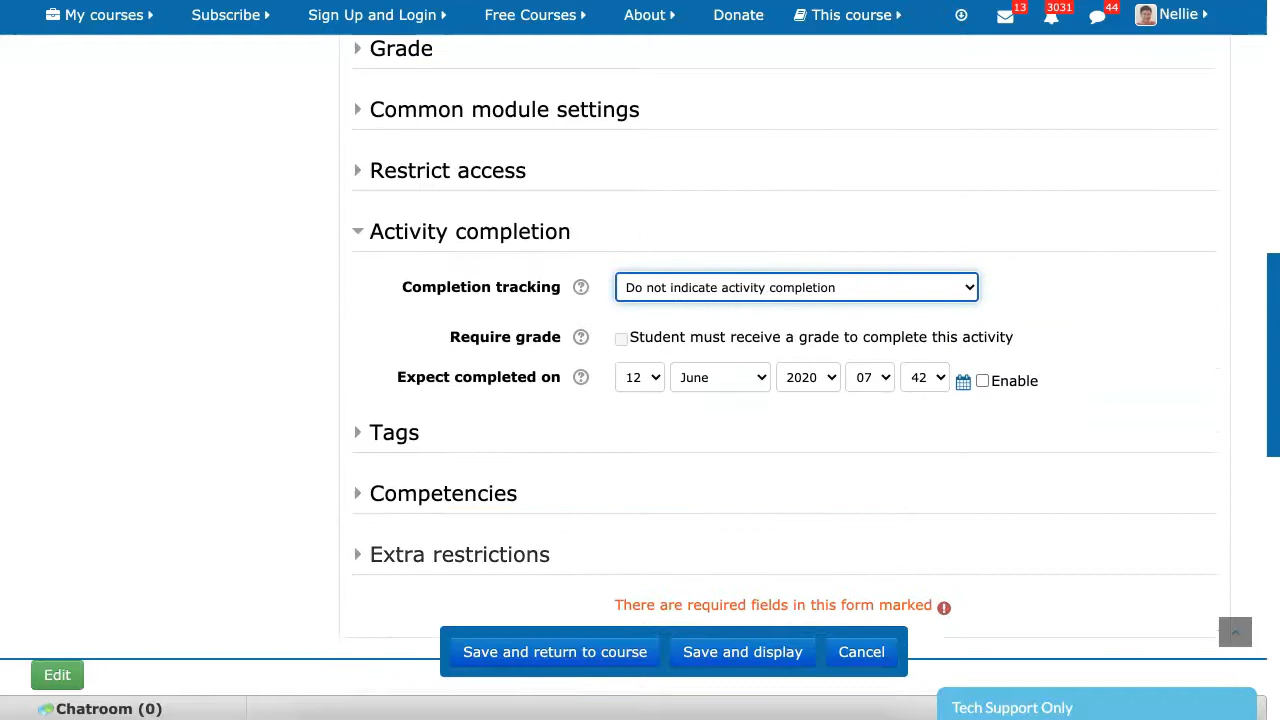 My courses Subscribe Sign Up and Login Free Courses About Donate This course 13 3031 44 Nellie
Grade
Common module settings
Restrict access
Activity completion
Completion tracking Do not indicate activity completion
Require grade Student must receive a grade to complete this activity
Expect completed on 12 June 2020 07 42 Enable
Tags
Competencies
Extra restrictions
There are required fields in this form marked
Save and return to course Save and display Cancel
Edit
Chatroom (0) Tech Support Only